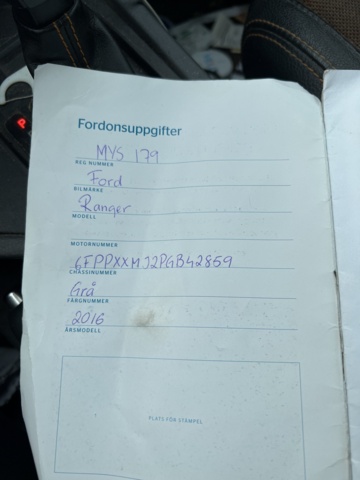 P
Fordonsuppgifter
MYS 179
REG NUMMER
Ford
BILMÄRKE
Ranger
MODELL
MOTORNUMMER
6FPPXXMJ2PGB42859
CHASSINUMMER
Grå
FÄRGNUMMER
2016
ÅRSMODELL
PLATS FÖR STÄMPEL